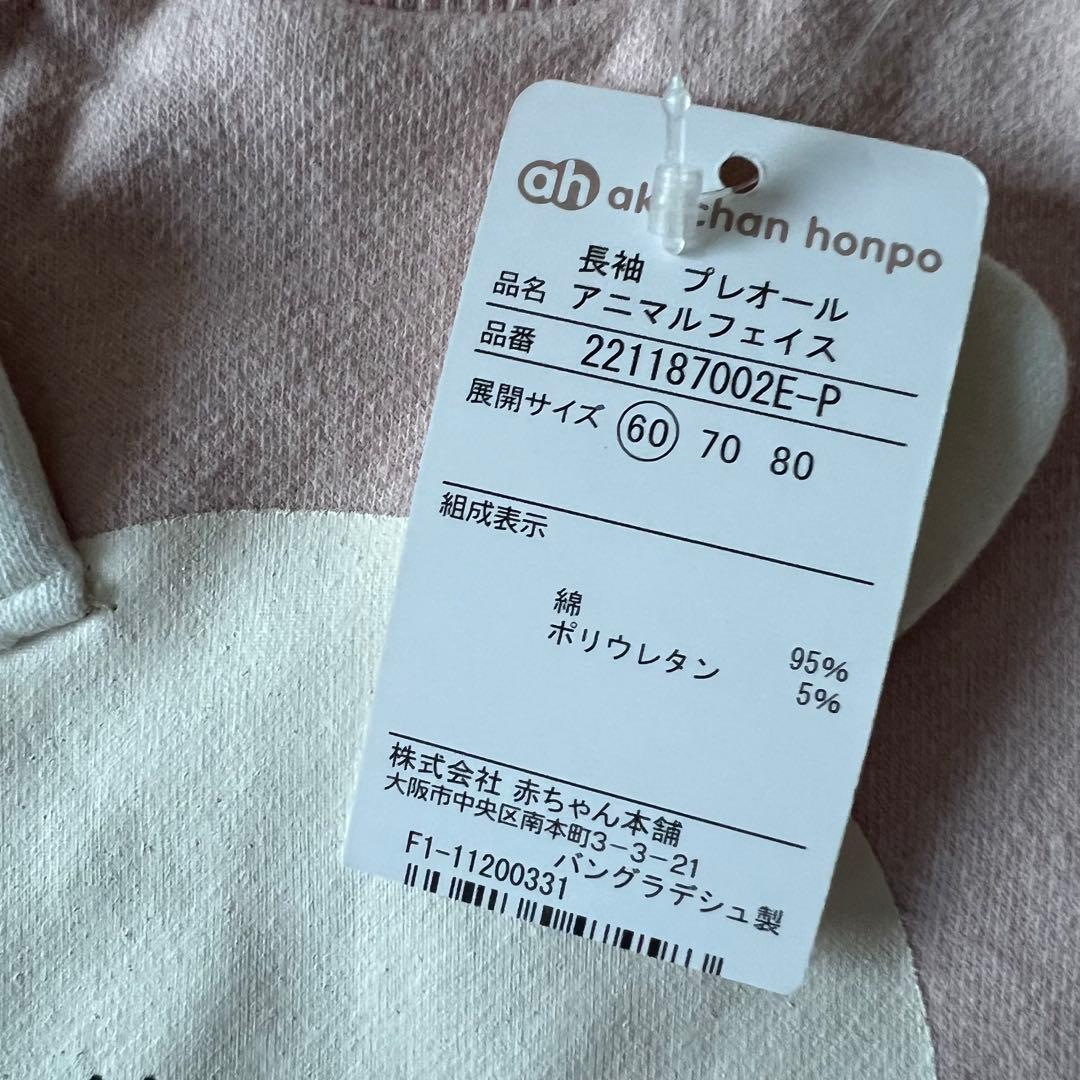 ah akachan honpo
長袖 プレオール
品名 アニマルフェイス
品番 221187002E-P
展開サイズ 60 70 80
組成表示
綿 95%
ポリウレタン 5%
株式会社 赤ちゃん本舗
大阪市中央区南本町3-3-21
バングラデシュ製
F1-11200331